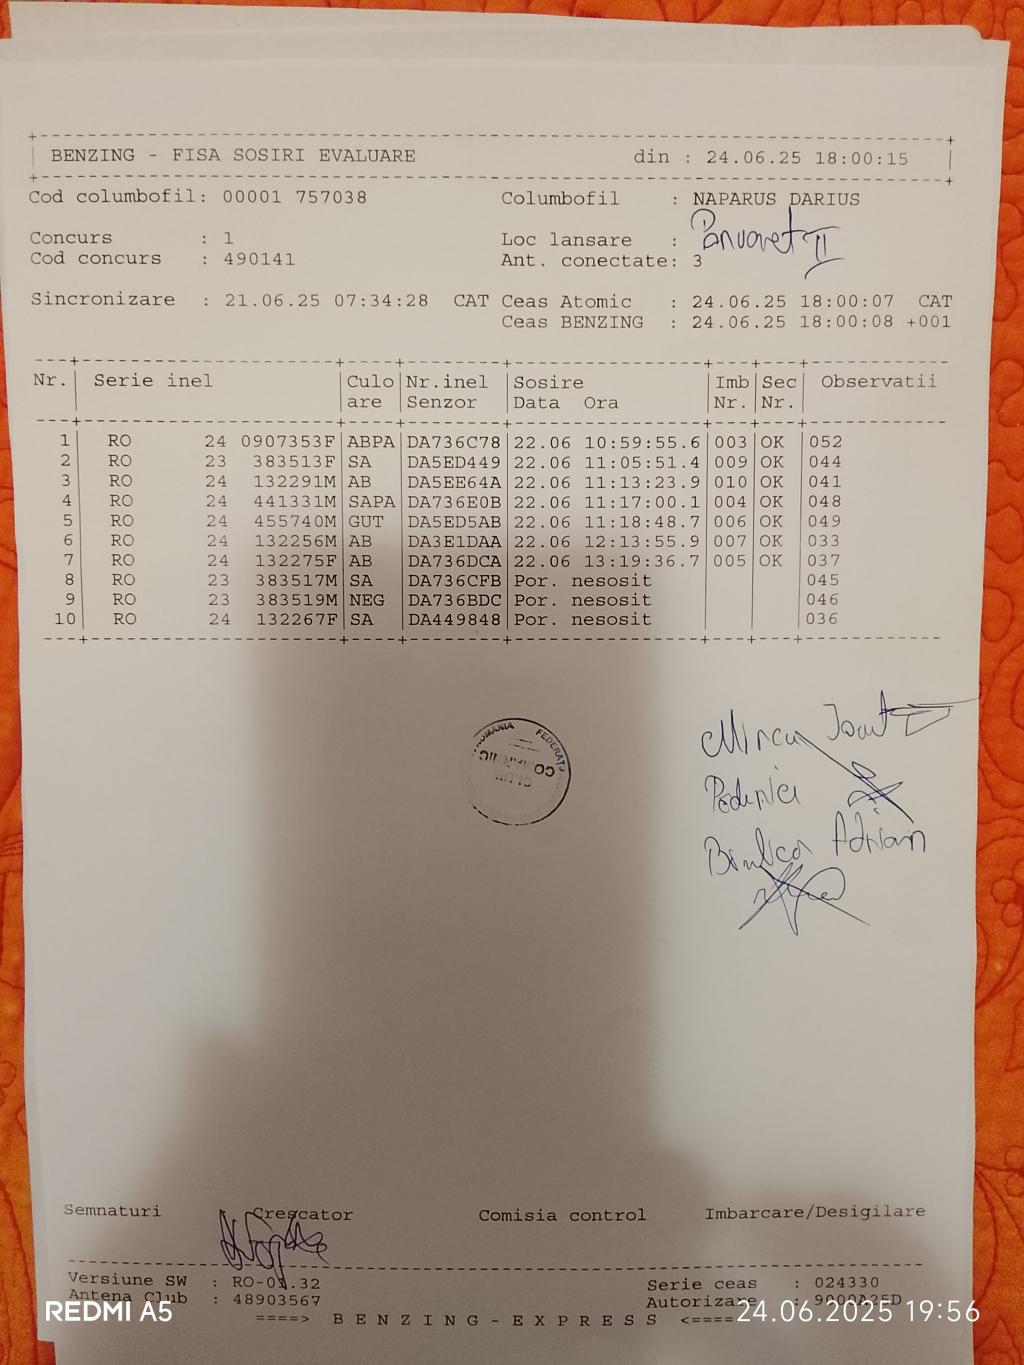 BENZING - FISA SOSIRI EVALUARE din : 24.06.25 18:00:15
Cod columbofil: 00001 757038 Columbofil : NAPARUS DARIUS
Concurs : 1 Loc lansare : II
Cod concurs : 490141 Ant. conectate: 3
Sincronizare : 21.06.25 07:34:28 CAT Ceas Atomic : 24.06.25 18:00:07 CAT
Ceas BENZING : 24.06.25 18:00:08 +001
Nr. Serie inel Culo Nr.inel Sosire Imb Sec Observatii
are Senzor Data Ora Nr. Nr.
1 RO 24 0907353F ABPA DA736C78 22.06 10:59:55.6 003 OK 052
2 RO 23 383513F SA DA5ED449 22.06 11:05:51.4 009 OK 044
3 RO 24 132291M AB DA5EE64A 22.06 11:13:23.9 010 OK 041
4 RO 24 441331M SAPA DA736E0B 22.06 11:17:00.1 004 OK 048
5 RO 24 455740M GUT DA5ED5AB 22.06 11:18:48.7 006 OK 049
6 RO 24 132256M AB DA3E1DAA 22.06 12:13:55.9 007 OK 033
7 RO 24 132275F AB DA736DCA 22.06 13:19:36.7 005 OK 037
8 RO 23 383517M SA DA736CFB Por. nesosit 045
9 RO 23 383519M NEG DA736BDC Por. nesosit 046
10 RO 24 132267F SA DA449848 Por. nesosit 036
ROMANIA FEDERAT
CLUB
Adrian
Semnaturi Crescator Comisia control Imbarcare/Desigilare
Versiune SW : Serie ceas : 024330
Antena Club : 48903567 Autorizare :
====> BENZING-EXPRESS <====
REDMI A5 24.06.2025 19:56